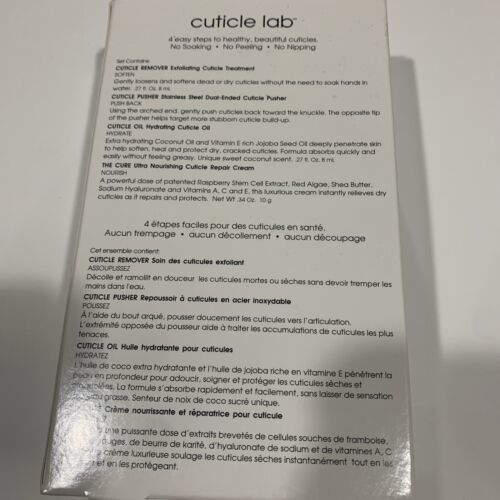 cuticle lab™
4 easy steps to healthy, beautiful cuticles.
No Soaking • No Peeling • No Nipping
Set Contains:
CUTICLE REMOVER Exfoliating Cuticle Treatment
SOFTEN
Gently loosens and softens dead or dry cuticles without the need to soak hands in
water. .27 fl. Oz. 8 mL
CUTICLE PUSHER Stainless Steel Dual-Ended Cuticle Pusher
PUSH BACK
Using the arched end, gently push cuticles back toward the knuckle. The opposite tip
of the pusher helps target more stubborn cuticle build-up.
CUTICLE OIL Hydrating Cuticle Oil
HYDRATE
Extra hydrating Coconut Oil and Vitamin E rich Jojoba Seed Oil deeply penetrate skin
to help soften, heal and protect dry, cracked cuticles. Formula absorbs quickly and
easily without feeling greasy. Unique sweet coconut scent. .27 fl. Oz. 8 mL
THE CURE Ultra Nourishing Cuticle Repair Cream
NOURISH
A powerful dose of patented Raspberry Stem Cell Extract, Red Algae, Shea Butter,
Sodium Hyaluronate and Vitamins A, C and E, this luxurious cream instantly relieves dry
cuticles as it repairs and protects. Net Wt .34 Oz. 10 g
4 étapes faciles pour des cuticules en santé.
Aucun trempage • aucun décollement • aucun découpage
Cet ensemble contient:
CUTICLE REMOVER Soin des cuticules exfoliant
ASSOUPLISSEZ
Décolle et ramollit en douceur les cuticules mortes ou sèches sans devoir tremper les
mains dans l'eau.
CUTICLE PUSHER Repoussoir à cuticules en acier inoxydable
POUSSEZ
À l'aide du bout arqué, pousser doucement les cuticules vers l'articulation.
L'extrémité opposée du pousseur aide à traiter les accumulations de cuticules les plus
tenaces.
CUTICLE OIL Huile hydratante pour cuticules
HYDRATEZ
L'huile de coco extra hydratante et l'huile de jojoba riche en vitamine E pénètrent la
peau en profondeur pour adoucir, soigner et protéger les cuticules sèches et
La formule s'absorbe rapidement et facilement, sans laisser de sensation
grasse. Senteur de noix de coco sucré unique.
Crème nourrissante et réparatrice pour cuticule
une puissante dose d'extraits brevetés de cellules souches de framboise,
de beurre de karité, d'hyaluronate de sodium et de vitamines A, C
crème luxurieuse soulage les cuticules sèches instantanément tout en les
et en les protégeant.